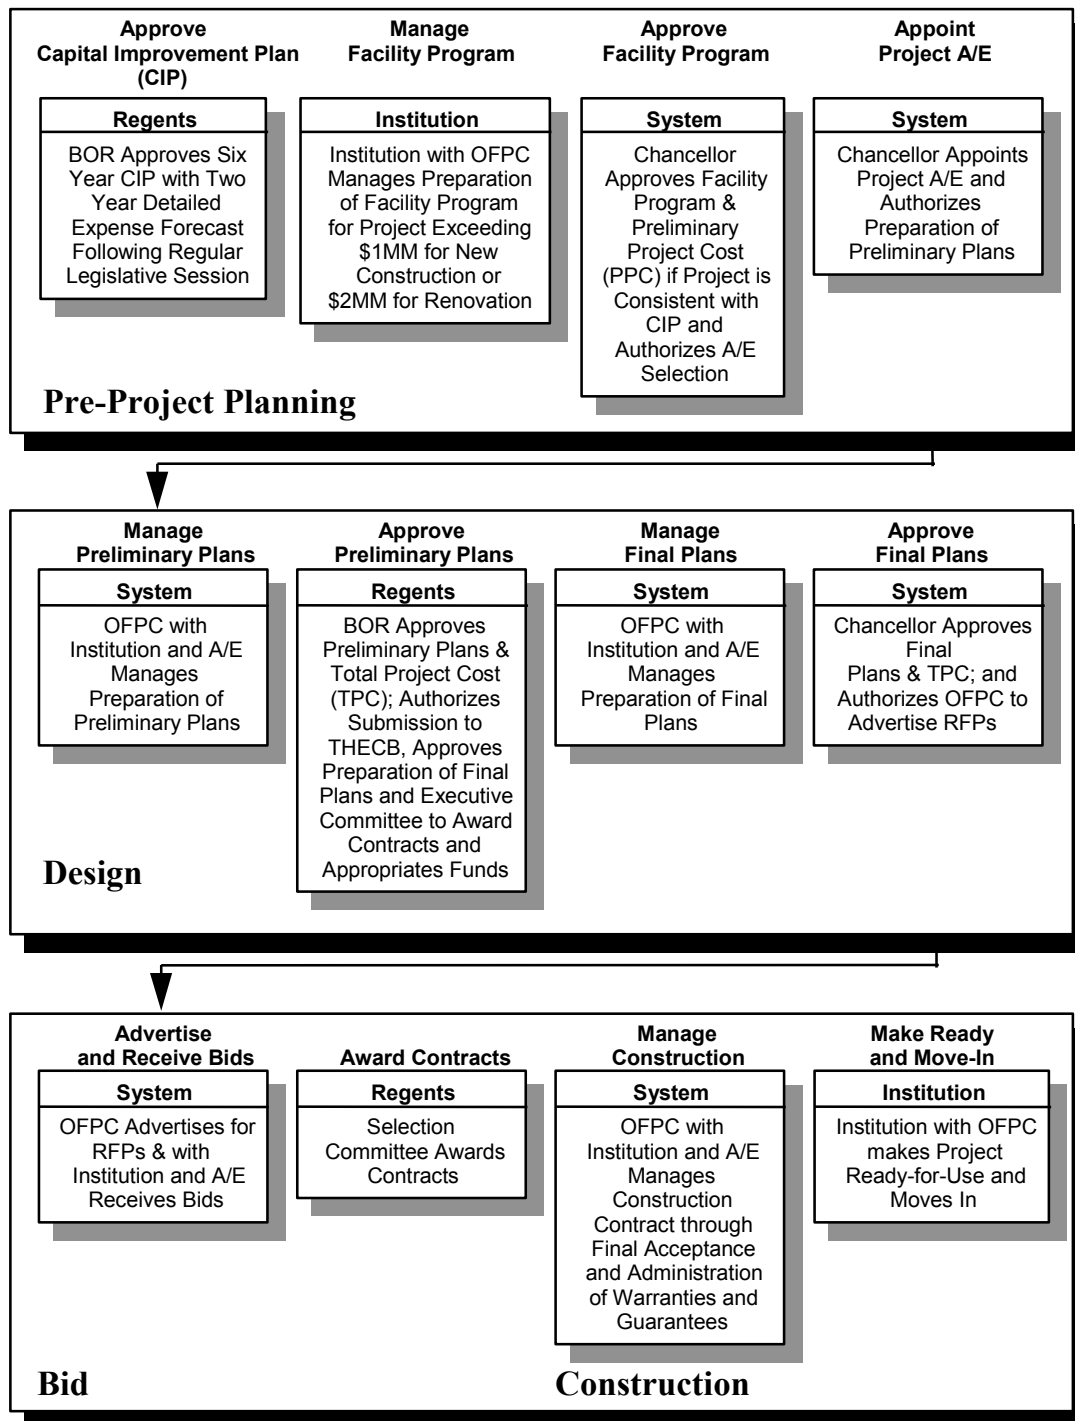 Approve
Capital Improvement Plan
(CIP)
Regents
BOR Approves Six
Year CIP with Two
Year Detailed
Expense Forecast
Following Regular
Legislative Session
Manage
Facility Program
Institution
Institution with OFPC
Manages Preparation
of Facility Program
for Project Exceeding
$1MM for New
Construction or
$2MM for Renovation
Approve
Facility Program
System
Chancellor
Approves Facility
Program &
Preliminary
Project Cost
(PPC) if Project is
Consistent with
CIP and
Authorizes A/E
Selection
Appoint
Project A/E
System
Chancellor Appoints
Project A/E and
Authorizes
Preparation of
Preliminary Plans
Pre-Project Planning
Manage
Preliminary Plans
System
OFPC with
Institution and A/E
Manages
Preparation of
Preliminary Plans
Approve
Preliminary Plans
Regents
BOR Approves
Preliminary Plans &
Total Project Cost
(TPC); Authorizes
Submission to
THECB, Approves
Preparation of Final
Plans and Executive
Committee to Award
Contracts and
Appropriates Funds
Manage
Final Plans
System
OFPC with
Institution and A/E
Manages
Preparation of Final
Plans
Approve
Final Plans
System
Chancellor Approves
Final
Plans & TPC; and
Authorizes OFPC to
Advertise RFPs
Design
Advertise
and Receive Bids
System
OFPC Advertises for
RFPs & with
Institution and A/E
Receives Bids
Award Contracts
Regents
Selection
Committee Awards
Contracts
Manage
Construction
System
OFPC with
Institution and A/E
Manages
Construction
Contract through
Final Acceptance
and Administration
of Warranties and
Guarantees
Make Ready
and Move-In
Institution
Institution with OFPC
makes Project
Ready-for-Use and
Moves In
Bid
Construction